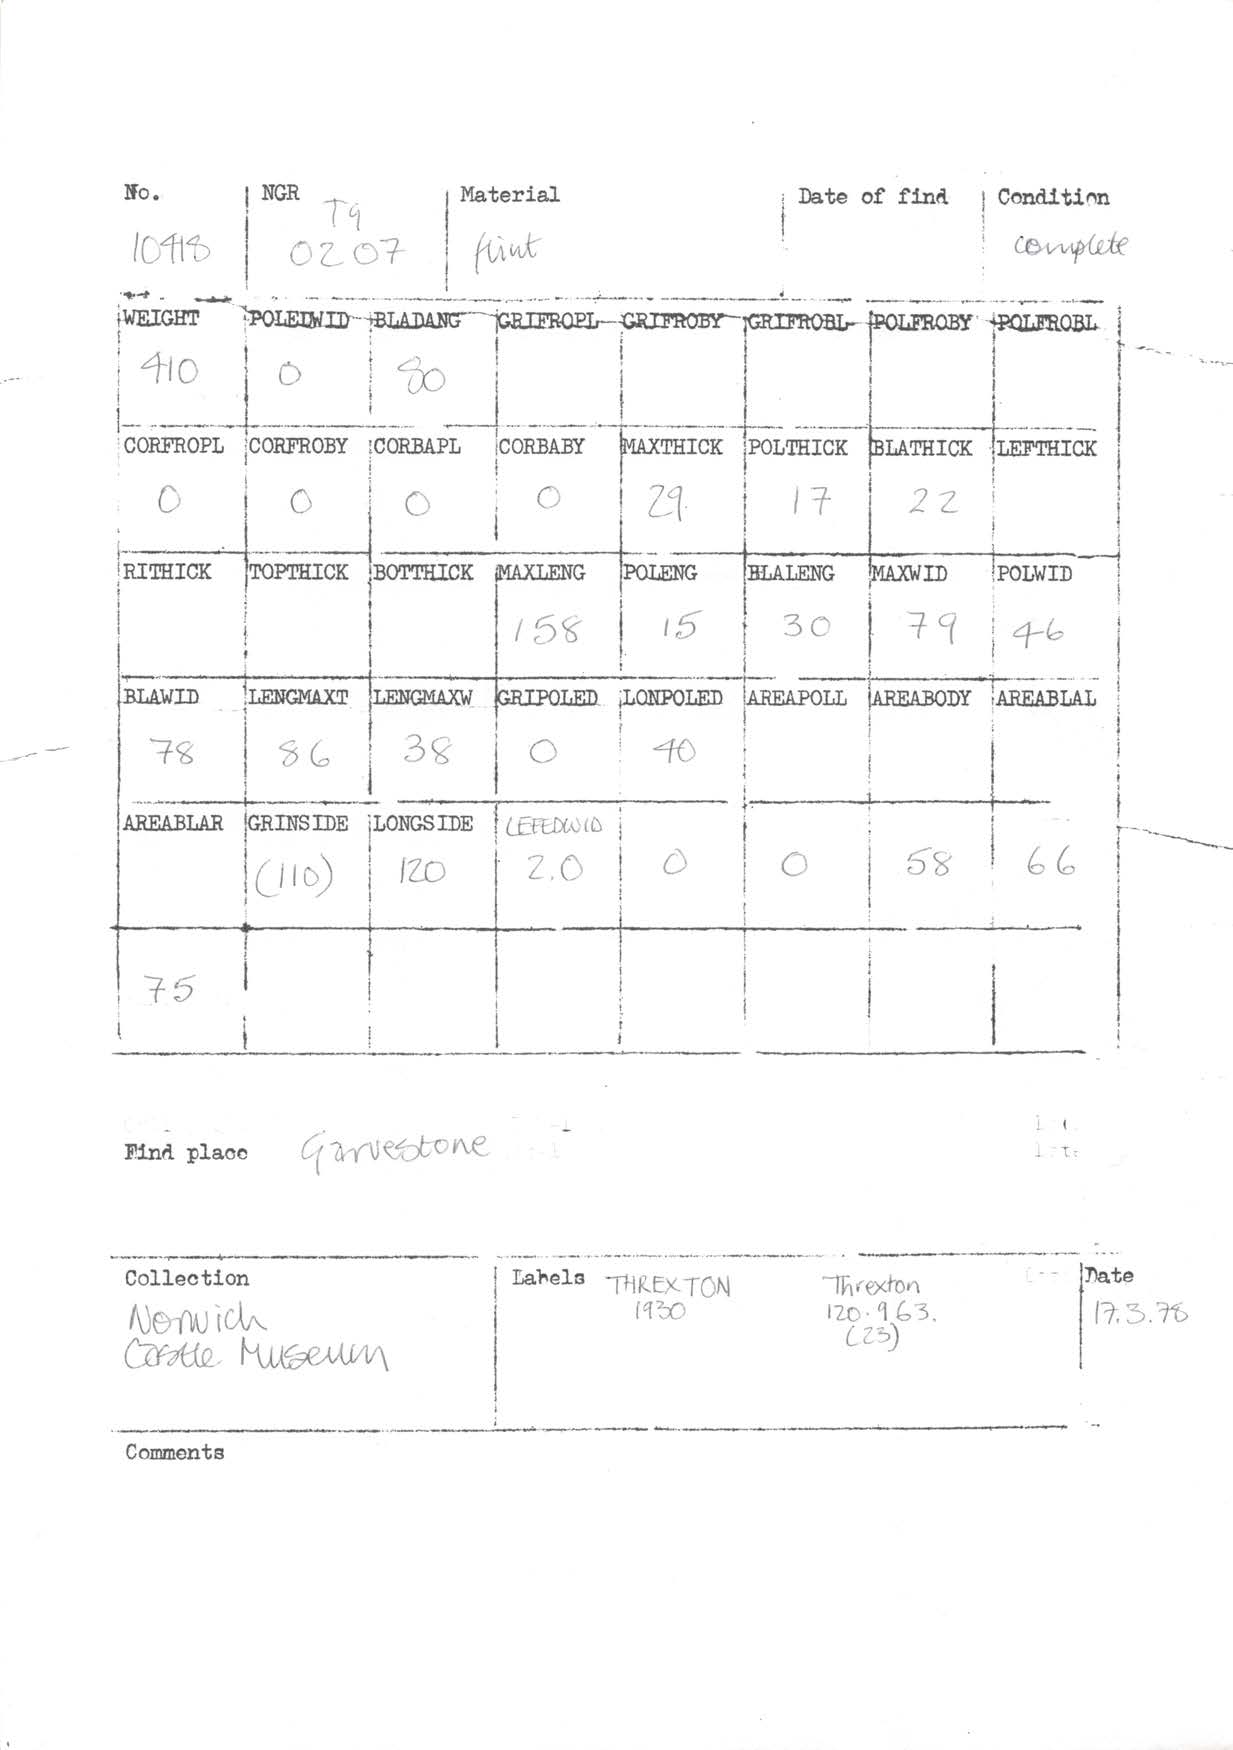 No. NGR Material Date of find Condition
TG
10418 0207 flint complete
WEIGHT POLEDWID BLADANG GRIFROPL GRIFROBY GRIFROBL POLFROBY POLFROBL
410 0 80
CORFROPL CORFROBY CORBAPL CORBABY MAXTHICK POLTHICK BLATHICK LEFTHICK
0 0 0 0 29 17 22
RITHICK TOPTHICK BOTTHICK MAXLENG POLENG BLALENG MAXWID POLWID
158 15 30 79 46
BLAWID LENGMAXT LENGMAXW GRIPOLED LONPOLED AREAPOLL AREABODY AREABLAL
78 86 38 0 40
AREABLAR GRINSIDE LONGSIDE LEFEDWID
(110) 120 2.0 0 0 58 66
75
Find place Garvestone
Collection Labels THREXTON Threxton Date
Norwich 1930 120.963. 17.3.78
Castle Museum (23)
Comments